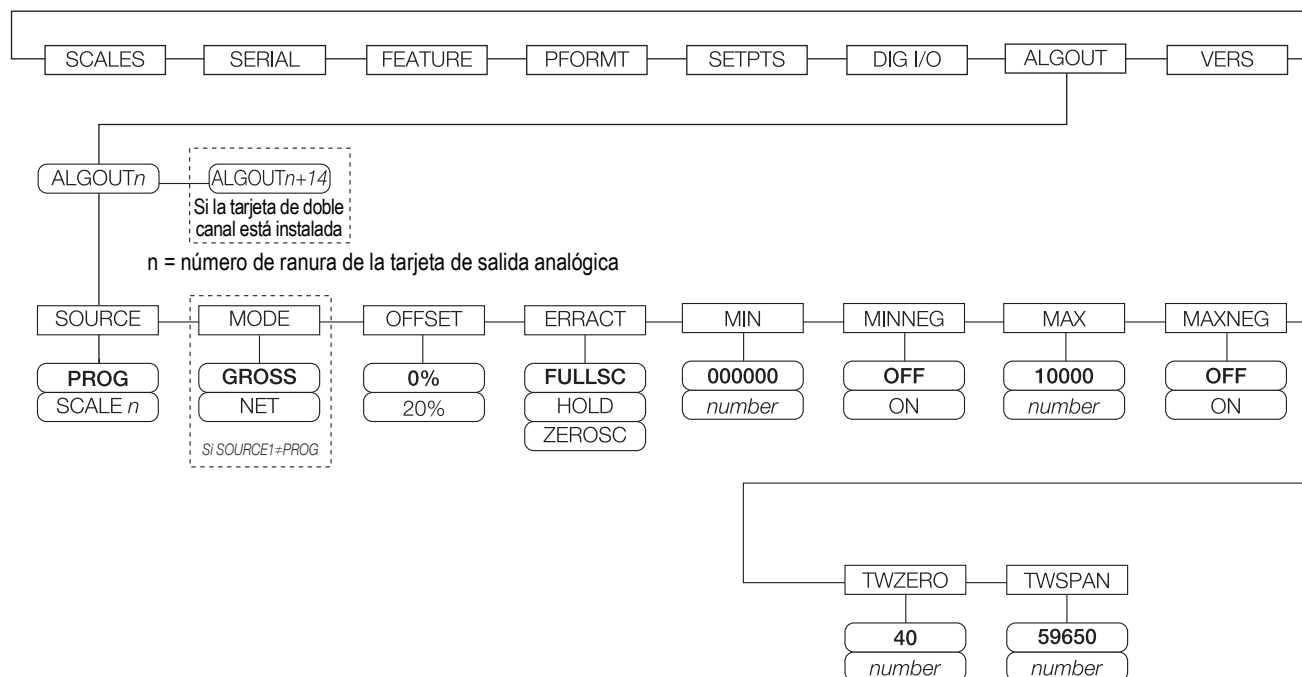 SCALES SERIAL FEATURE PFORMT SETPTS DIG I/O ALGOUT VERS
ALGOUTn ALGOUTn+14
Si la tarjeta de doble
canal está instalada
n = número de ranura de la tarjeta de salida analógica
SOURCE MODE OFFSET ERRACT MIN MINNEG MAX MAXNEG
PROG GROSS 0% FULLSC 000000 OFF 10000 OFF
SCALE n NET 20% HOLD number ON number ON
ZEROSC
Si SOURCE1≠PROG
TWZERO TWSPAN
40 59650
number number